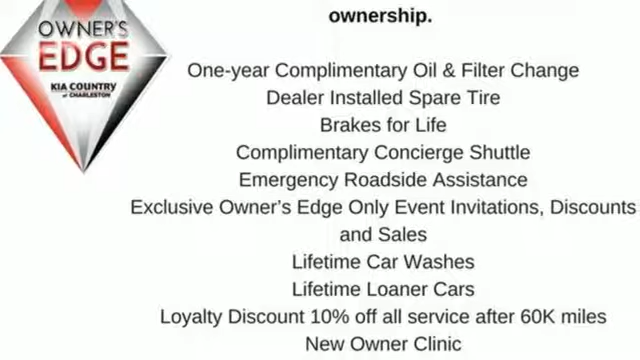 OWNER'S
EDGE
KIA COUNTRY
of CHARLESTON
ownership.
One-year Complimentary Oil & Filter Change
Dealer Installed Spare Tire
Brakes for Life
Complimentary Concierge Shuttle
Emergency Roadside Assistance
Exclusive Owner’s Edge Only Event Invitations, Discounts
and Sales
Lifetime Car Washes
Lifetime Loaner Cars
Loyalty Discount 10% off all service after 60K miles
New Owner Clinic